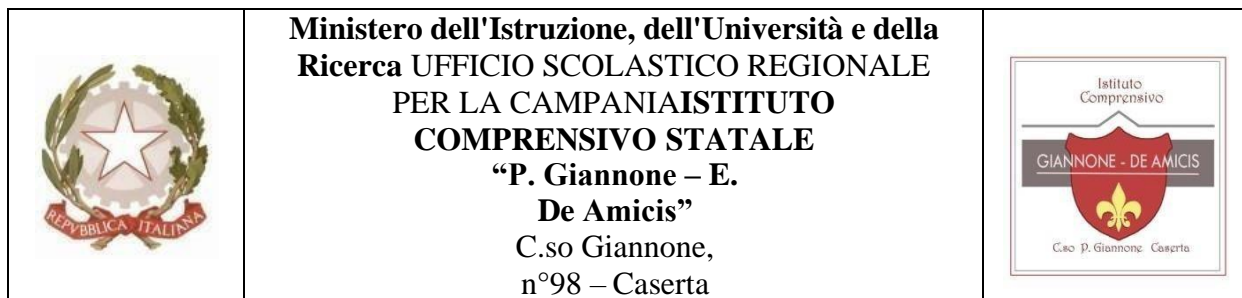 REPVBBLICA ITALIANA
Ministero dell'Istruzione, dell'Università e della
Ricerca UFFICIO SCOLASTICO REGIONALE
PER LA CAMPANIAISTITUTO
COMPRENSIVO STATALE
“P. Giannone – E.
De Amicis”
C.so Giannone,
n°98 – Caserta
Istituto
Comprensivo
GIANNONE - DE AMICIS
C.so P. Giannone Caserta